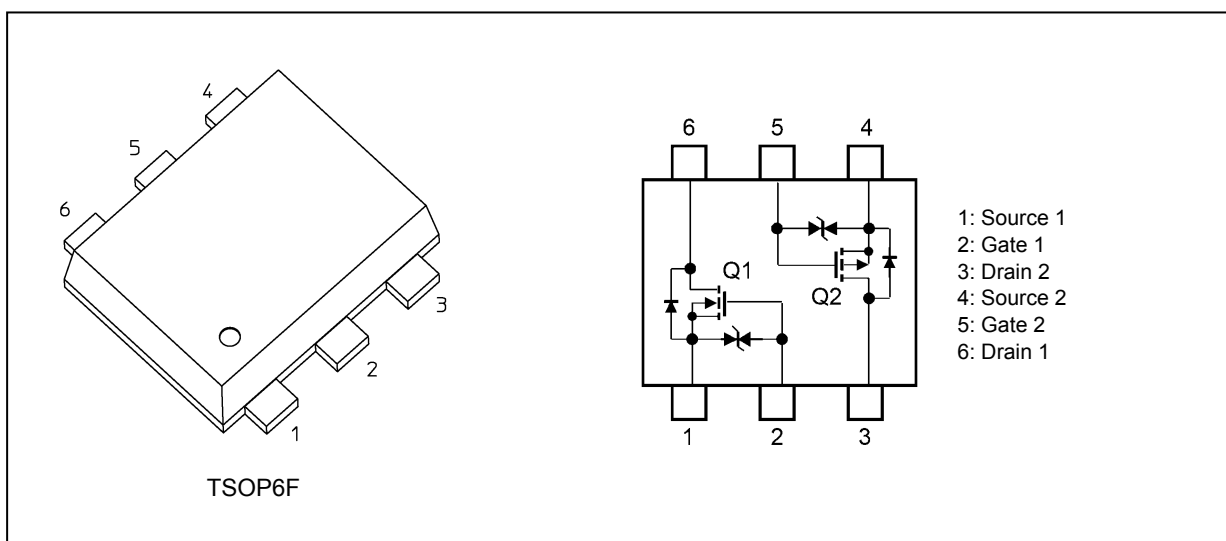 4
5
6
3
2
1
TSOP6F
6 5 4
Q1
Q2
1 2 3
1: Source 1
2: Gate 1
3: Drain 2
4: Source 2
5: Gate 2
6: Drain 1